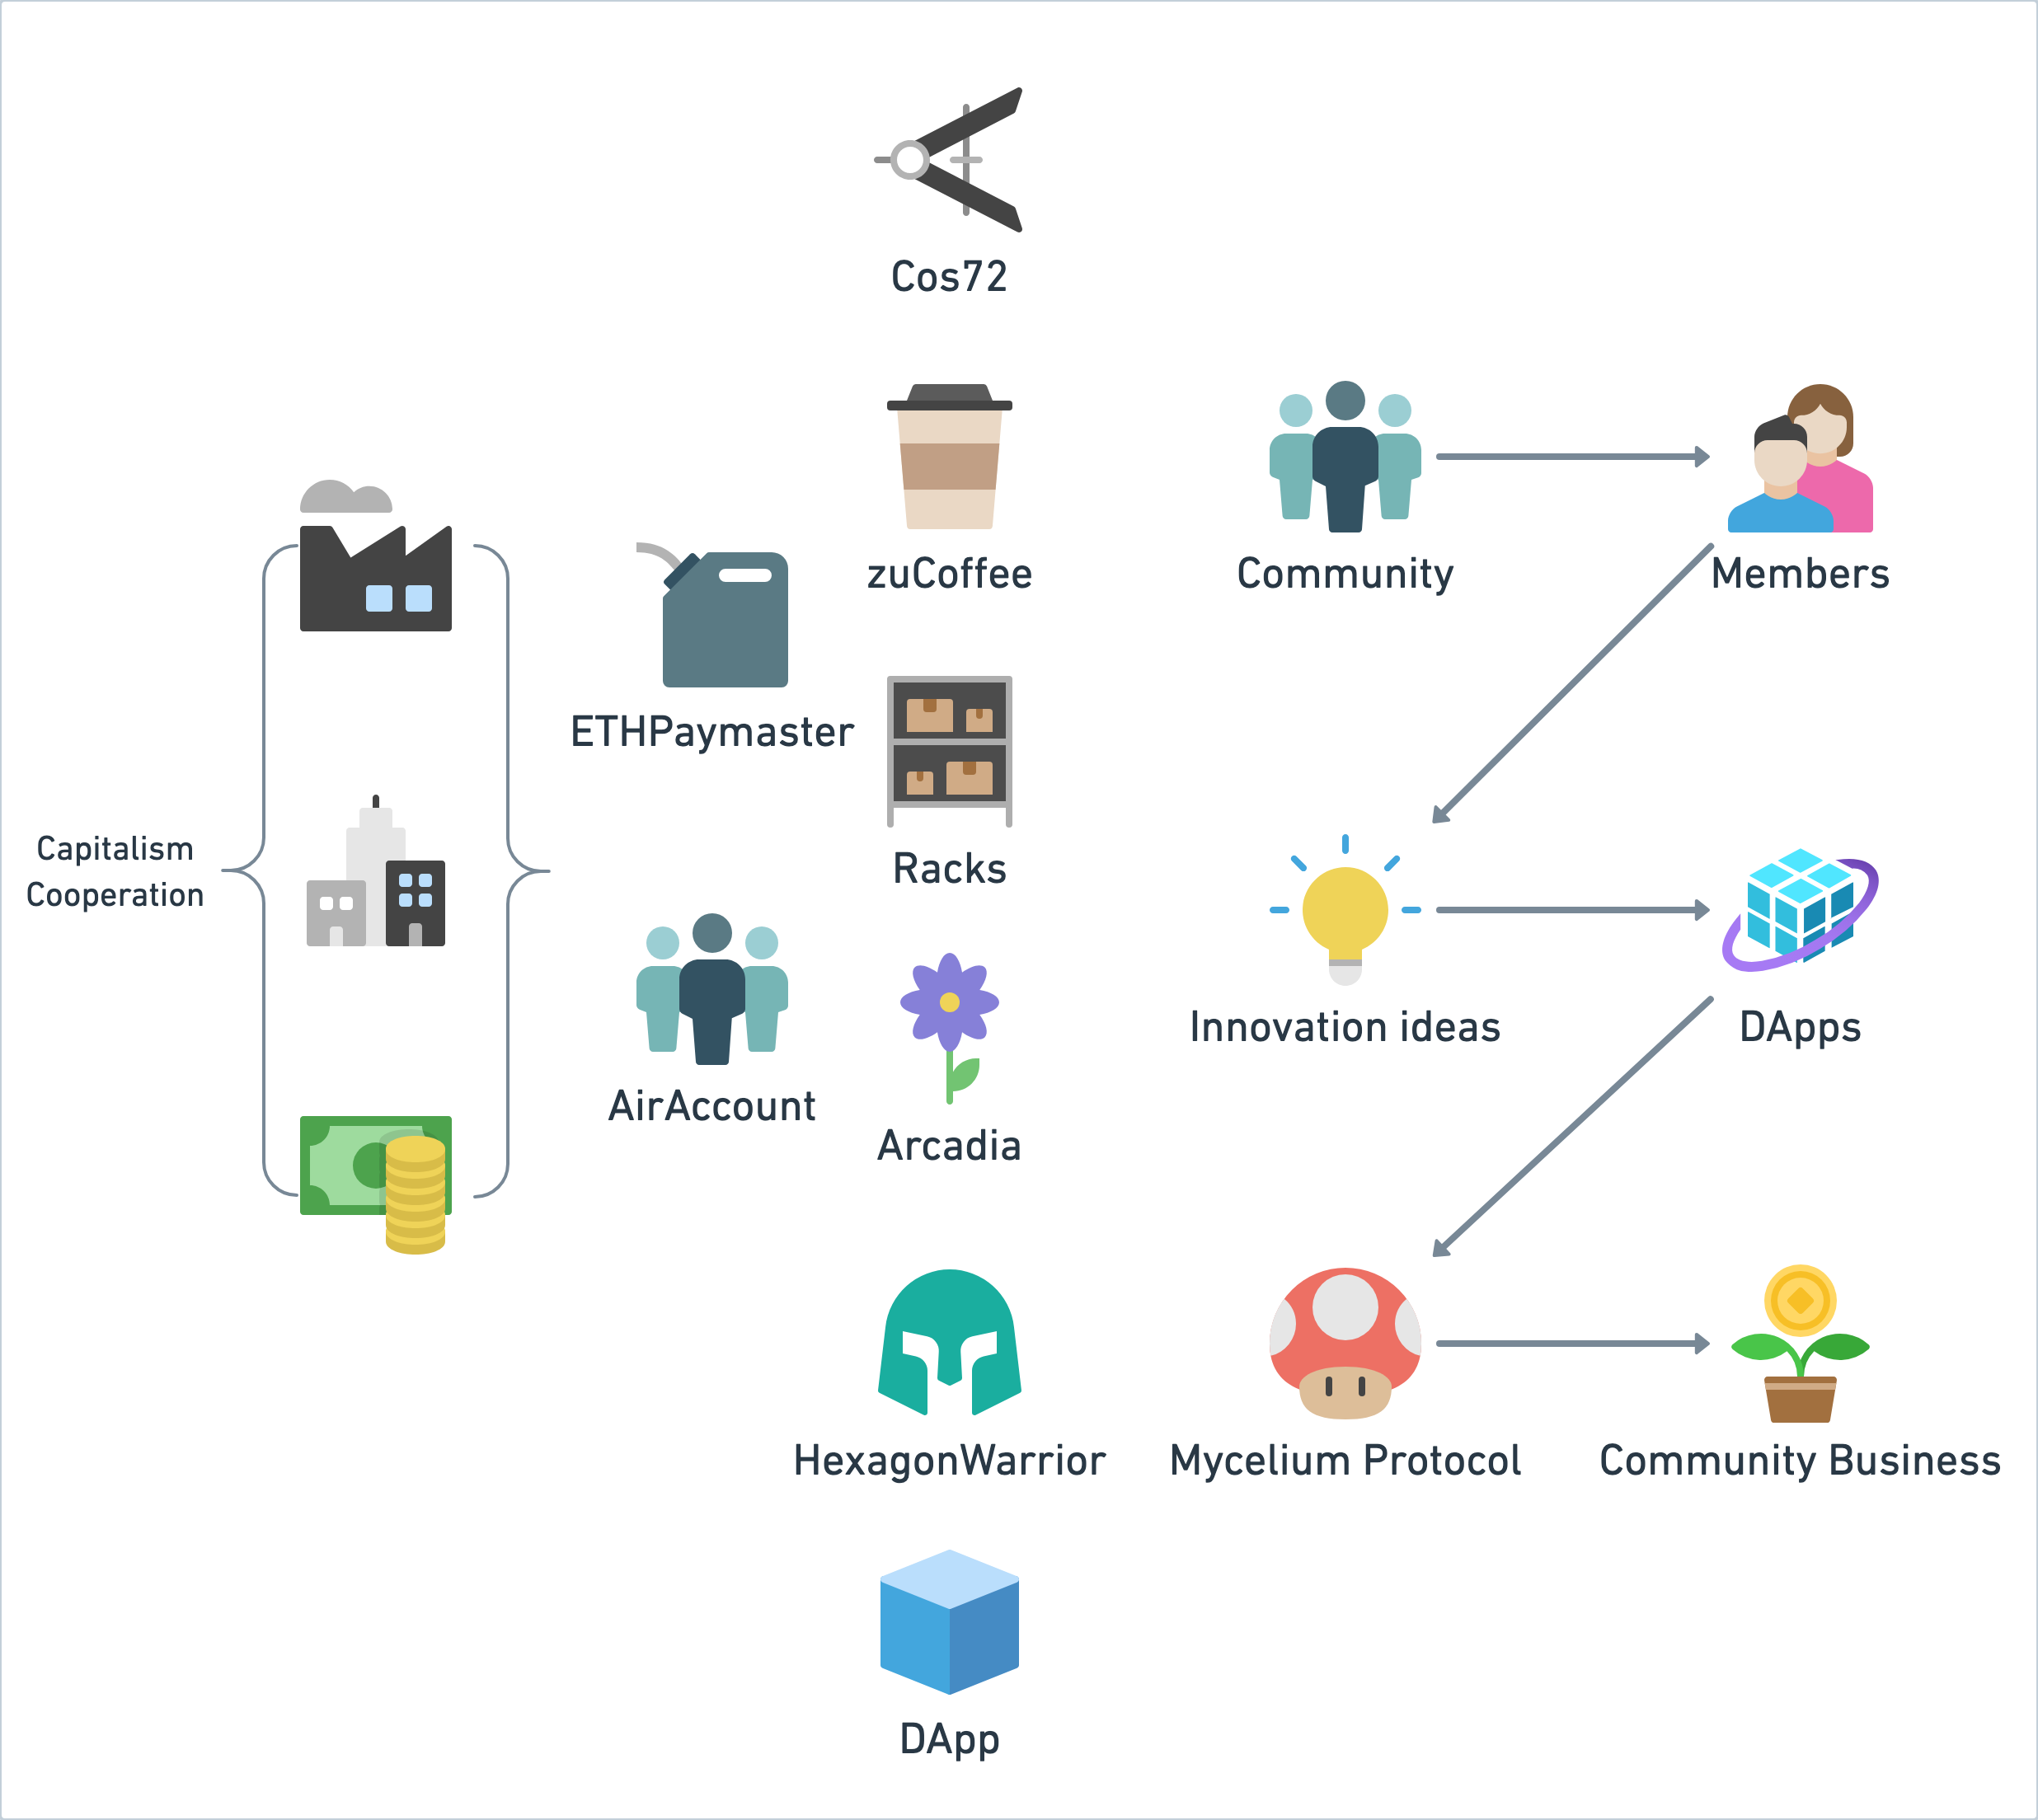 Cos72
zuCoffee
Community
Members
ETHPaymaster
Racks
Capitalism
Cooperation
Innovation ideas
DApps
AirAccount
Arcadia
HexagonWarrior
Mycelium Protocol
Community Business
DApp